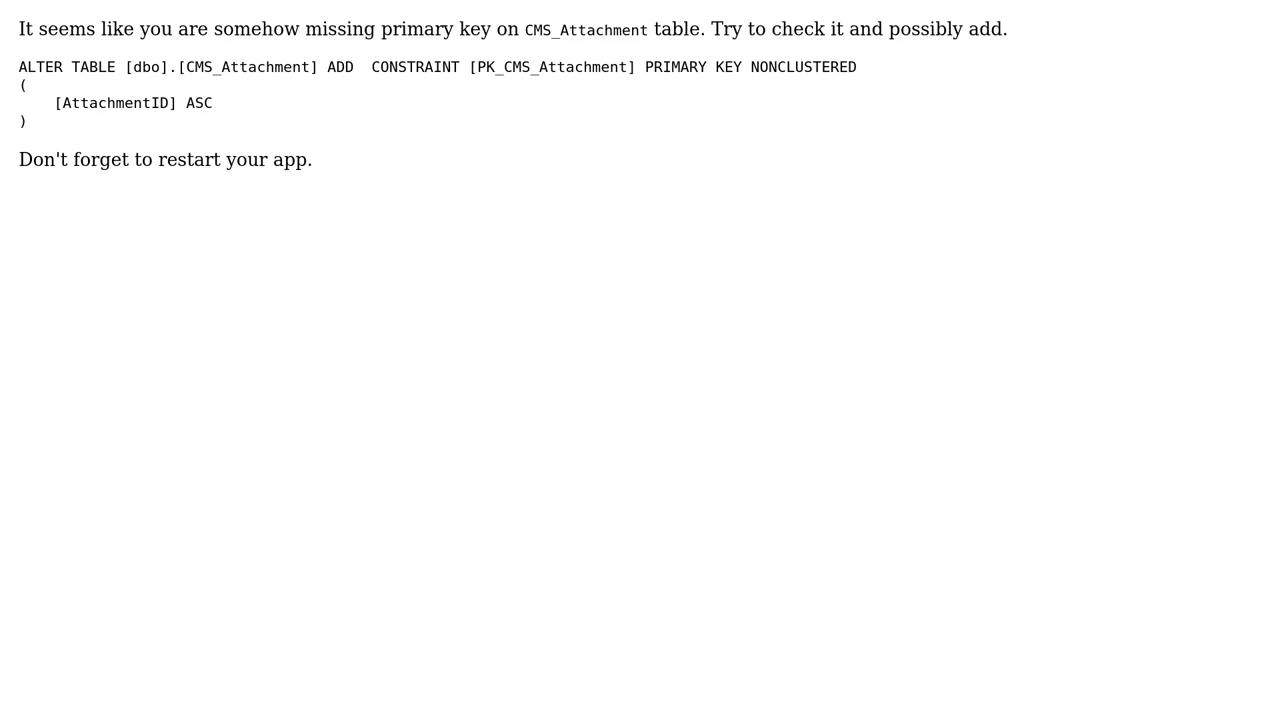 It seems like you are somehow missing primary key on CMS_Attachment table. Try to check it and possibly add.
ALTER TABLE [dbo].[CMS_Attachment] ADD  CONSTRAINT [PK_CMS_Attachment] PRIMARY KEY NONCLUSTERED
(
    [AttachmentID] ASC
)
Don't forget to restart your app.